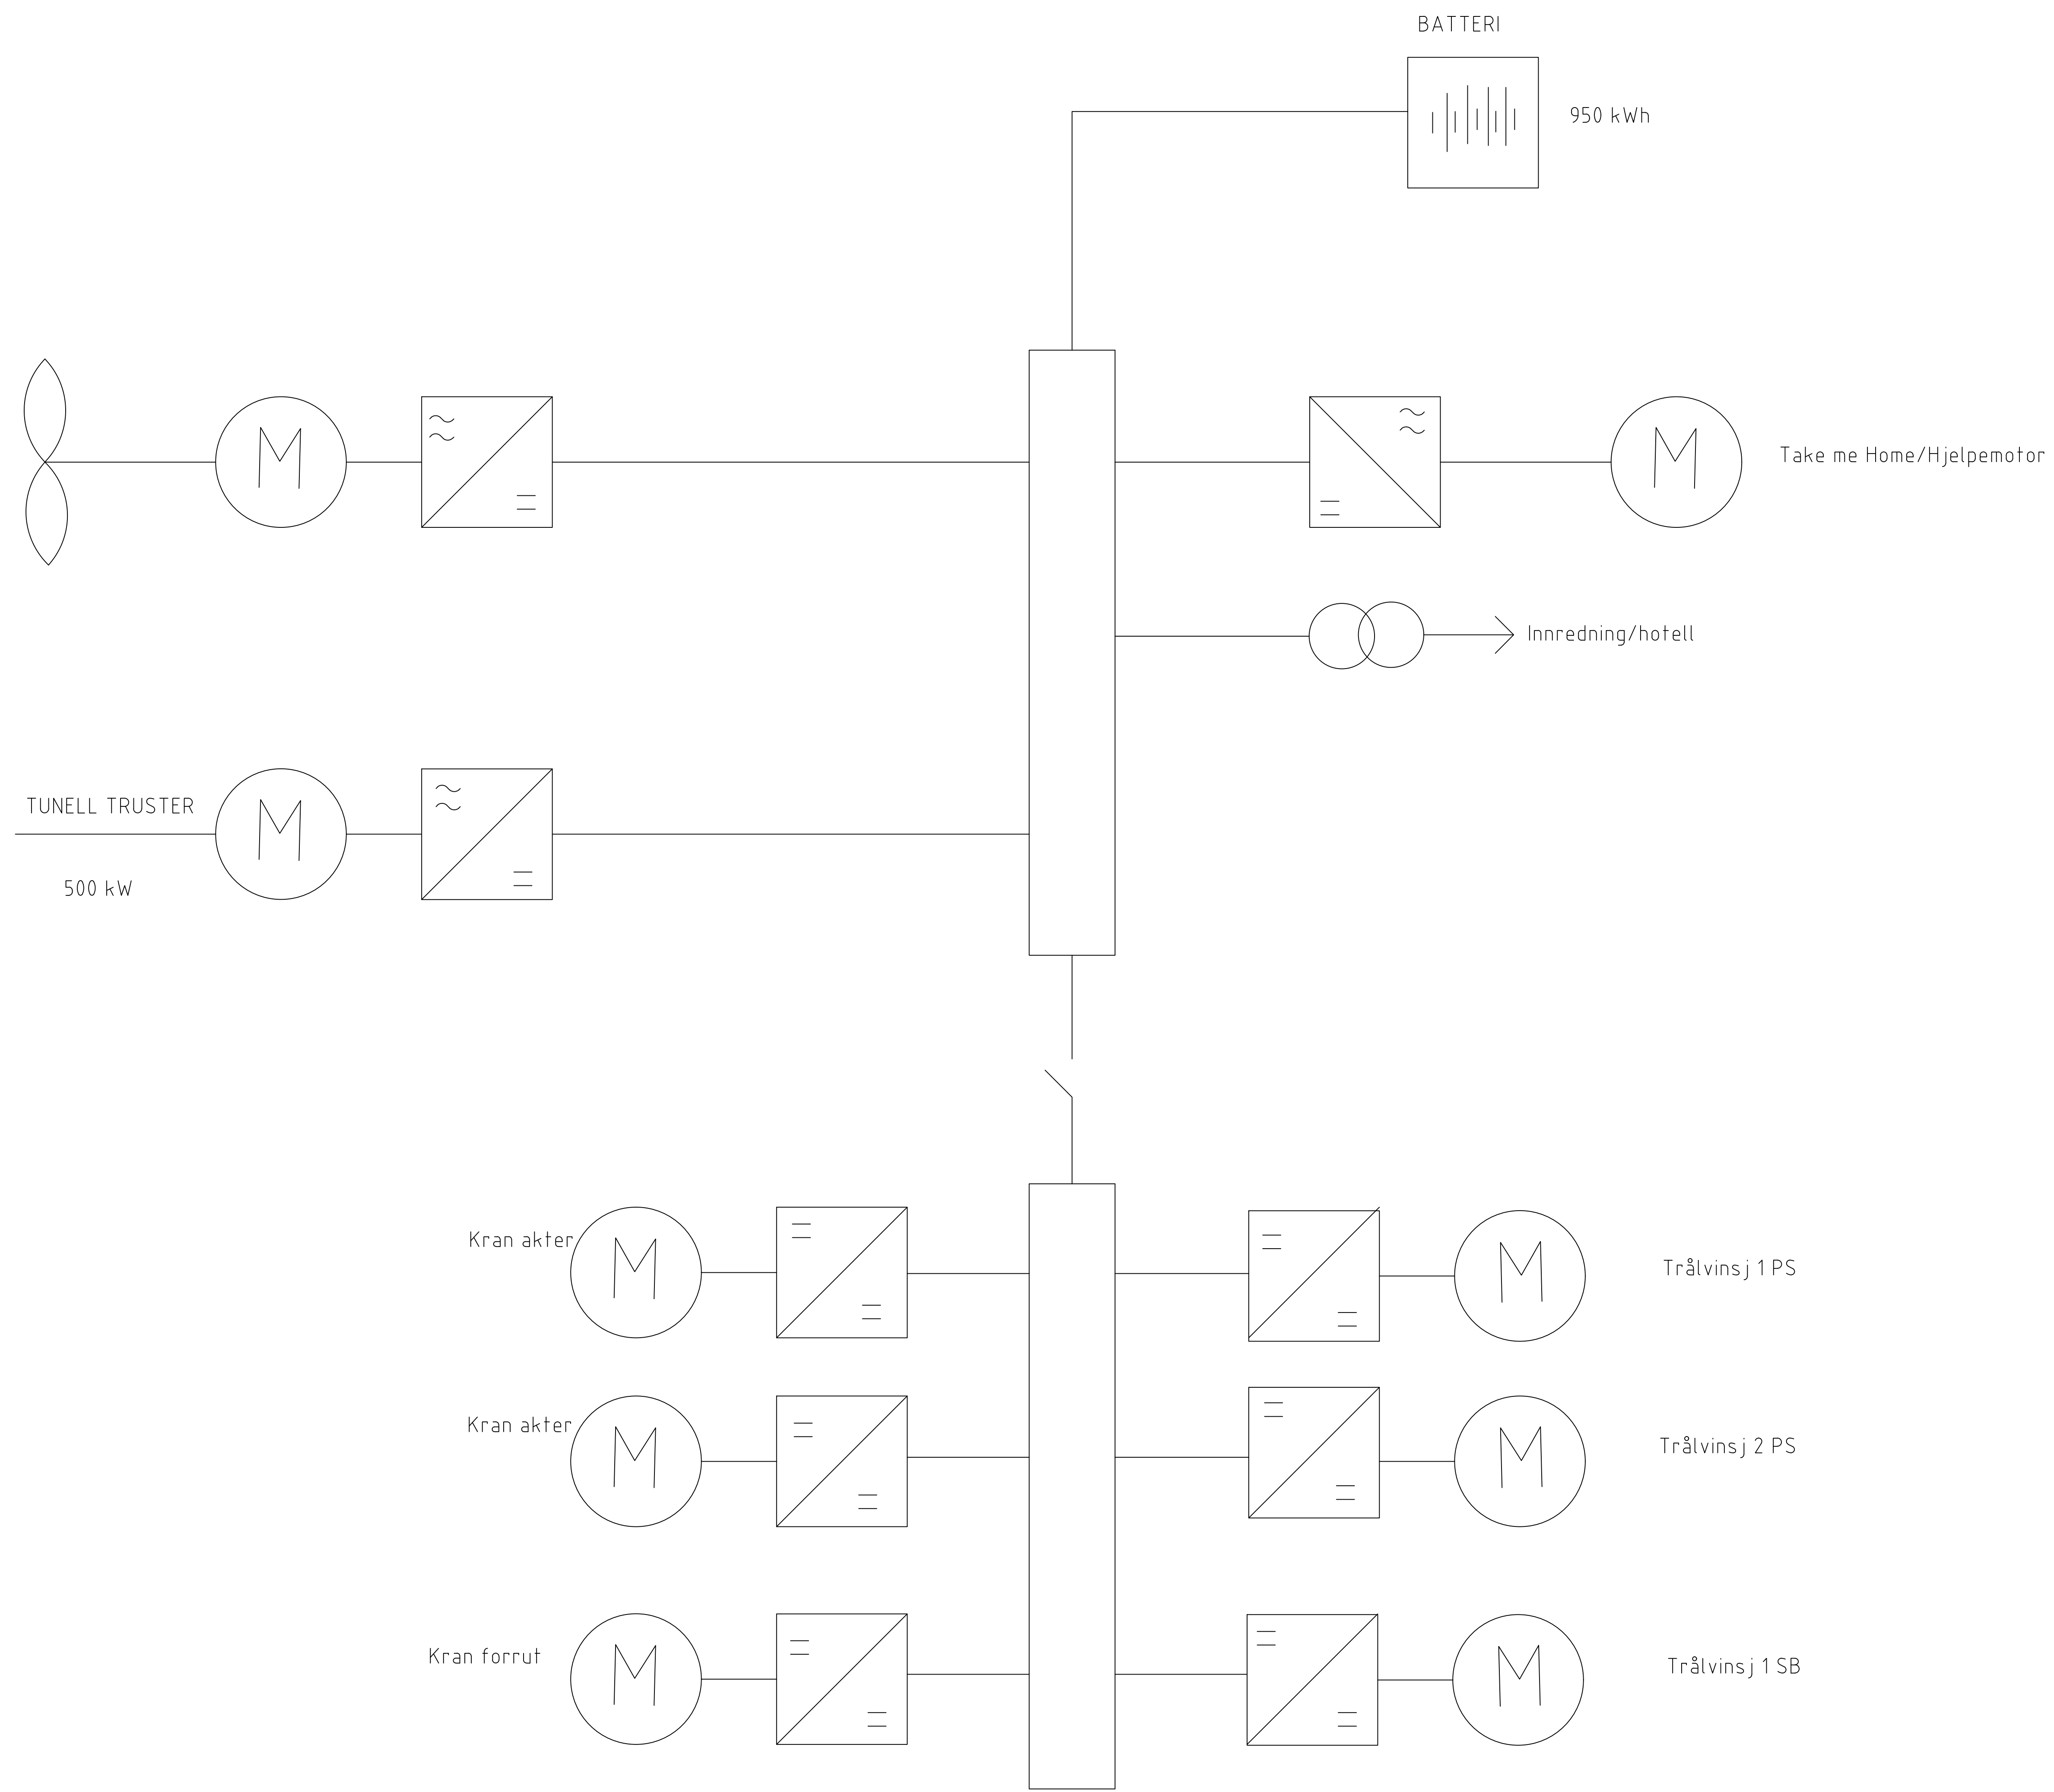 BATTERI
950 kWh
M
M
Take me Home/Hjelpemotor
Innredning/hotell
TUNELL TRUSTER
M
500 kW
Kran akter
M
M
Trålvinsj 1 PS
Kran akter
M
M
Trålvinsj 2 PS
Kran forrut
M
M
Trålvinsj 1 SB